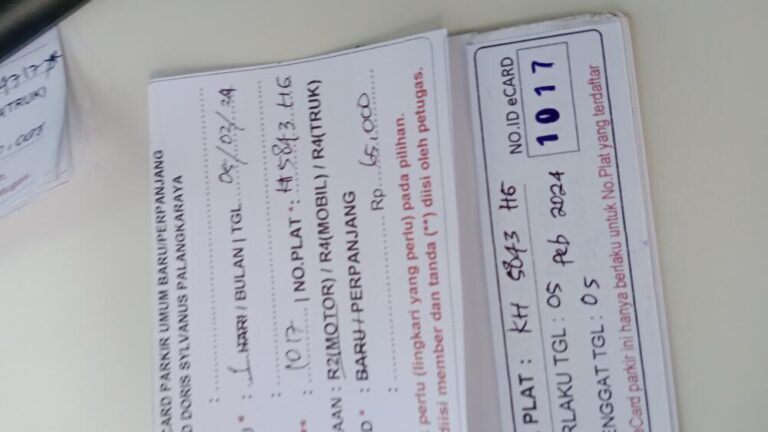 CARD PARKIR UMUM BARU/PERPANJANG
D DORIS SYLVANUS PALANGKARAYA
* : 1 HARI / BULAN | TGL. 05/03/24
** : 1017 | NO.PLAT * : KH 5843 HG
AAN : R2(MOTOR) / R4(MOBIL) / R4(TRUK)
D* : BARU / PERPANJANG
: Rp. 65.000
perlu (lingkari yang perlu) pada pilihan.
diisi member dan tanda (**) diisi oleh petugas.
PLAT : KH 5843 HG
NO.ID eCARD
1017
RLAKU TGL : 05 Feb 2024
ENGGAT TGL : 05
eCard parkir ini hanya berlaku untuk No.Plat yang terdaftar
(TRUK)